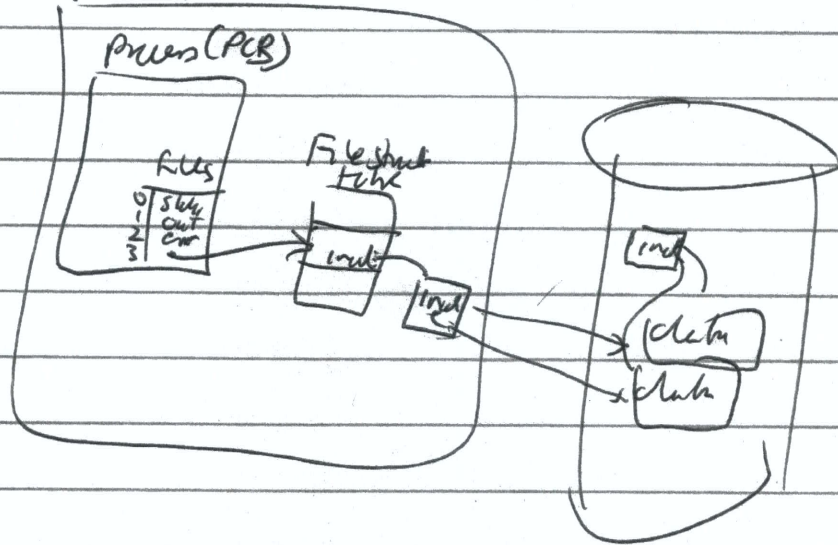 process (PCB)
files
File struct
table
0 stdin
1 out
2 err
3
inode
inode
inode
data
data